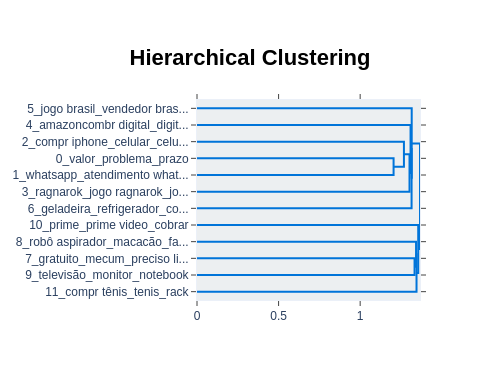 Hierarchical Clustering
5_jogo brasil_vendedor bras...
4_amazoncombr digital_digit...
2_compr iphone_celular_celu...
0_valor_problema_prazo
1_whatsapp_atendimento what...
3_ragnarok_jogo ragnarok_jo...
6_geladeira_refrigerador_co...
10_prime_prime video_cobrar
8_robô aspirador_macacão_fa...
7_gratuito_mecum_preciso li...
9_televisão_monitor_notebook
11_compr tênis_tenis_rack
0 0.5 1